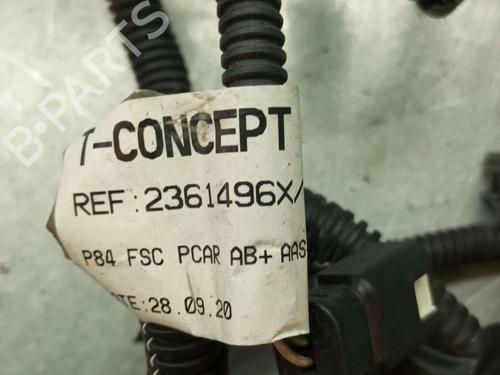 B-PARTS
T-CONCEPT
REF:2361496X/
P84 FSC PCAR AB+ AAS
TE:28.09.20